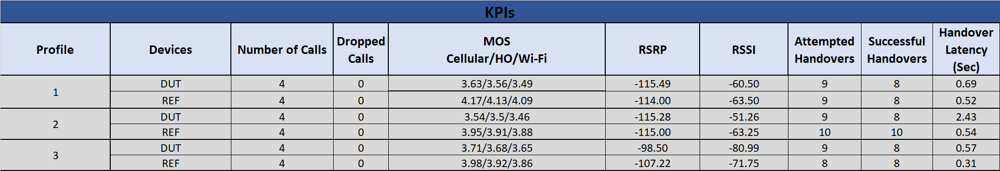 KPIs
Profile Devices Number of Calls Dropped Calls MOS Cellular/HO/Wi-Fi RSRP RSSI Attempted Handovers Successful Handovers Handover Latency (Sec)
1 DUT 4 0 3.63/3.56/3.49 -115.49 -60.50 9 8 0.69
REF 4 0 4.17/4.13/4.09 -114.00 -63.50 9 8 0.52
2 DUT 4 0 3.54/3.5/3.46 -115.28 -51.26 9 8 2.43
REF 4 0 3.95/3.91/3.88 -115.00 -63.25 10 10 0.54
3 DUT 4 0 3.71/3.68/3.65 -98.50 -80.99 9 8 0.57
REF 4 0 3.98/3.92/3.86 -107.22 -71.75 8 8 0.31